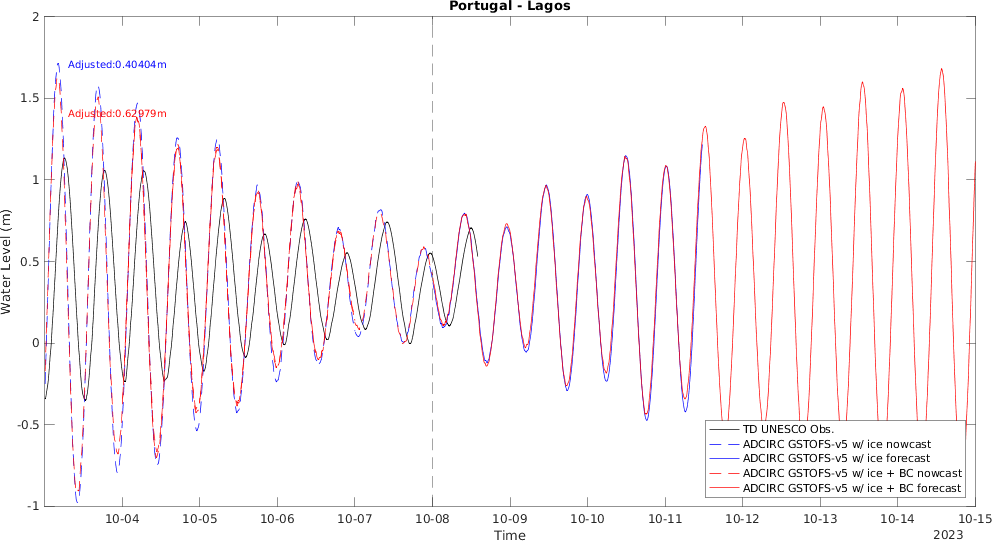 Portugal - Lagos
2
1.5
1
0.5
0
-0.5
-1
Water Level (m)
Adjusted:0.40404m
Adjusted:0.62979m
TD UNESCO Obs.
ADCIRC GSTOFS-v5 w/ ice nowcast
ADCIRC GSTOFS-v5 w/ ice forecast
ADCIRC GSTOFS-v5 w/ ice + BC nowcast
ADCIRC GSTOFS-v5 w/ ice + BC forecast
10-04 10-05 10-06 10-07 10-08 10-09 10-10 10-11 10-12 10-13 10-14 10-15
Time
2023